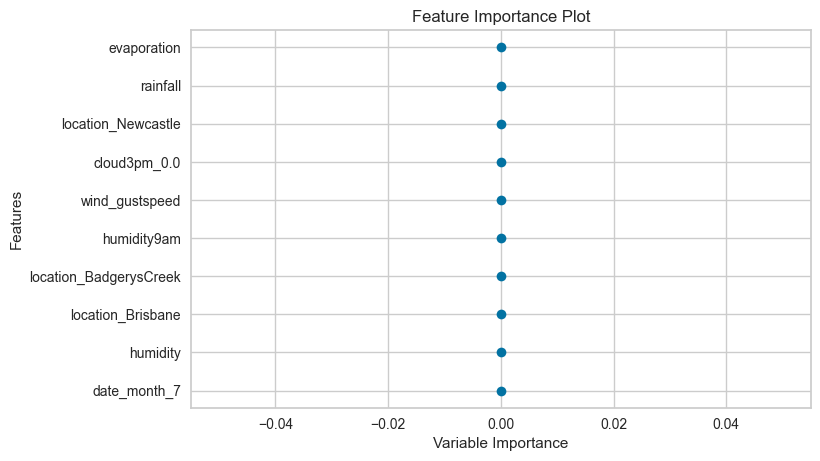 Feature Importance Plot
Features
evaporation
rainfall
location_Newcastle
cloud3pm_0.0
wind_gustspeed
humidity9am
location_BadgerysCreek
location_Brisbane
humidity
date_month_7
−0.04 −0.02 0.00 0.02 0.04
Variable Importance